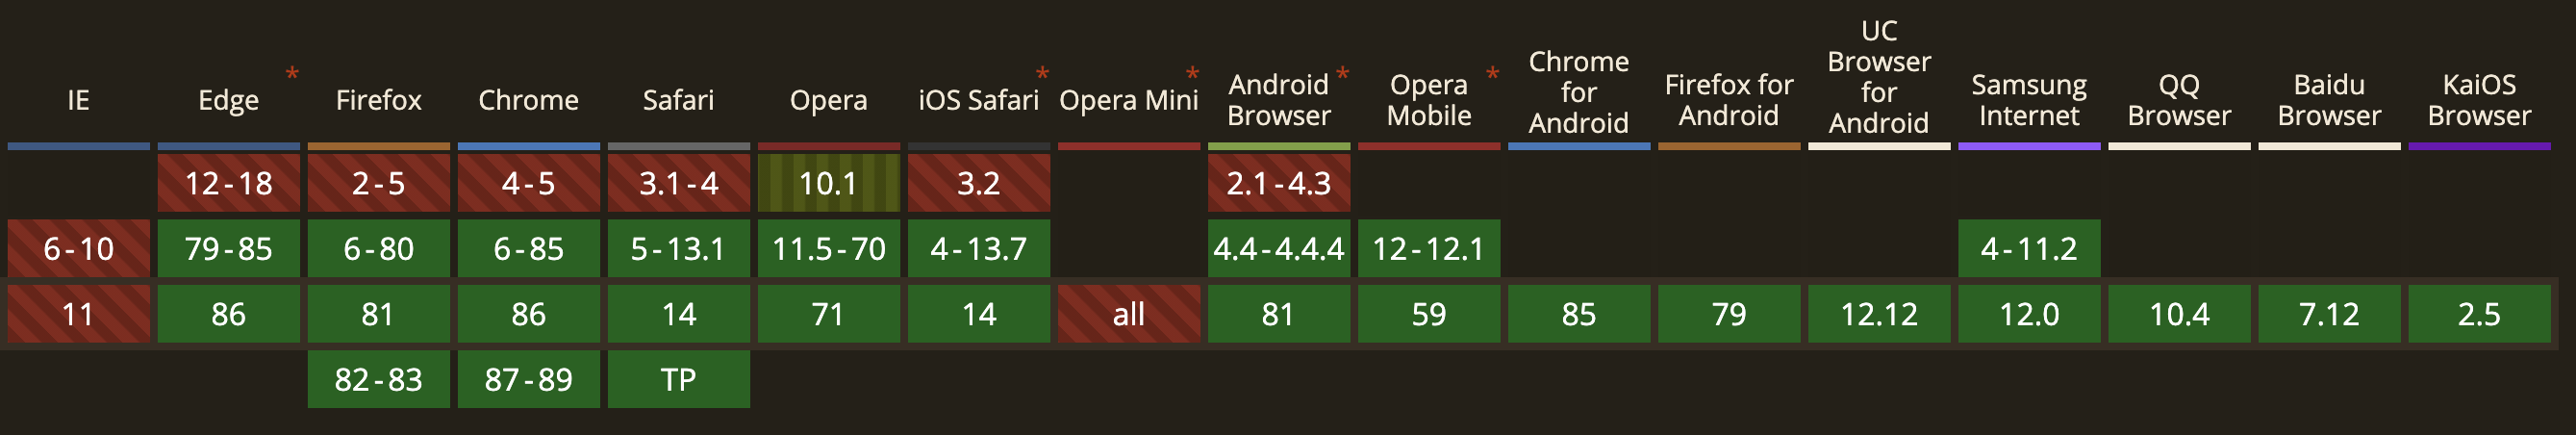 IE Edge * Firefox Chrome Safari Opera iOS Safari * Opera Mini * Android Browser * Opera Mobile * Chrome for Android Firefox for Android UC Browser for Android Samsung Internet QQ Browser Baidu Browser KaiOS Browser
12-18 2-5 4-5 3.1-4 10.1 3.2 2.1-4.3
6-10 79-85 6-80 6-85 5-13.1 11.5-70 4-13.7 4.4-4.4.4 12-12.1 4-11.2
11 86 81 86 14 71 14 all 81 59 85 79 12.12 12.0 10.4 7.12 2.5
82-83 87-89 TP